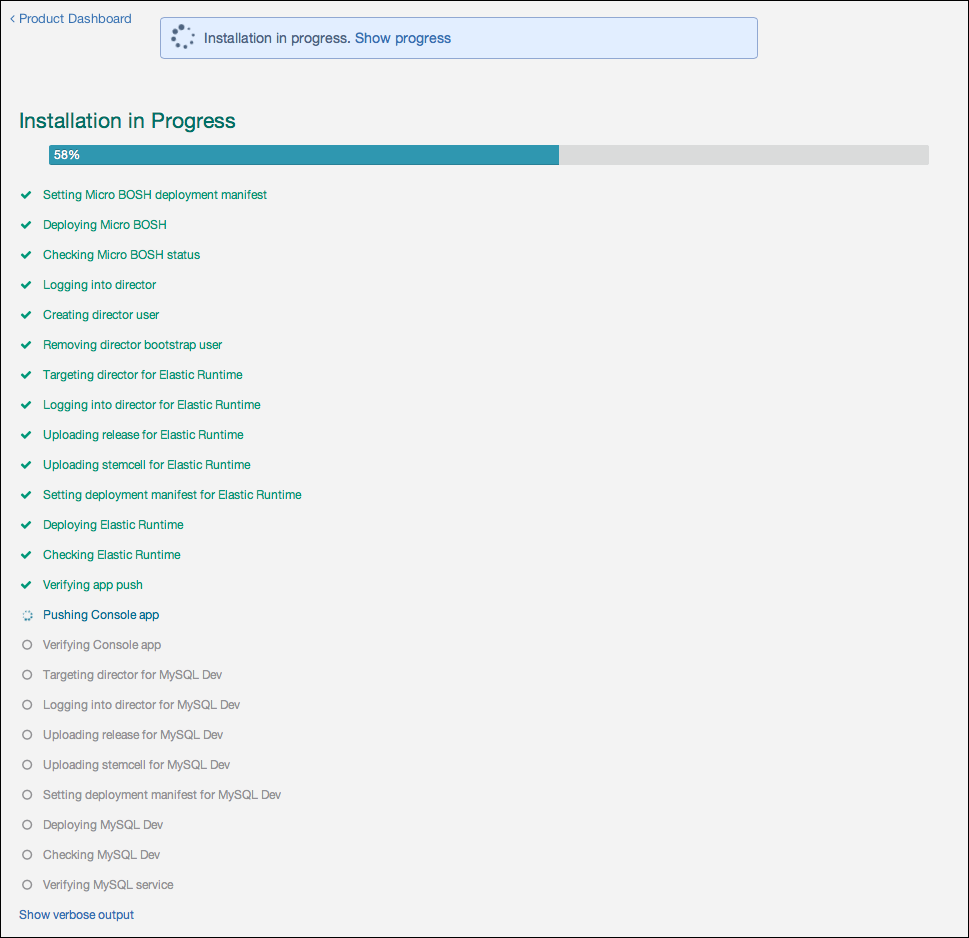 ‹ Product Dashboard
Installation in progress. Show progress
Installation in Progress
58%
Setting Micro BOSH deployment manifest
Deploying Micro BOSH
Checking Micro BOSH status
Logging into director
Creating director user
Removing director bootstrap user
Targeting director for Elastic Runtime
Logging into director for Elastic Runtime
Uploading release for Elastic Runtime
Uploading stemcell for Elastic Runtime
Setting deployment manifest for Elastic Runtime
Deploying Elastic Runtime
Checking Elastic Runtime
Verifying app push
Pushing Console app
Verifying Console app
Targeting director for MySQL Dev
Logging into director for MySQL Dev
Uploading release for MySQL Dev
Uploading stemcell for MySQL Dev
Setting deployment manifest for MySQL Dev
Deploying MySQL Dev
Checking MySQL Dev
Verifying MySQL service
Show verbose output